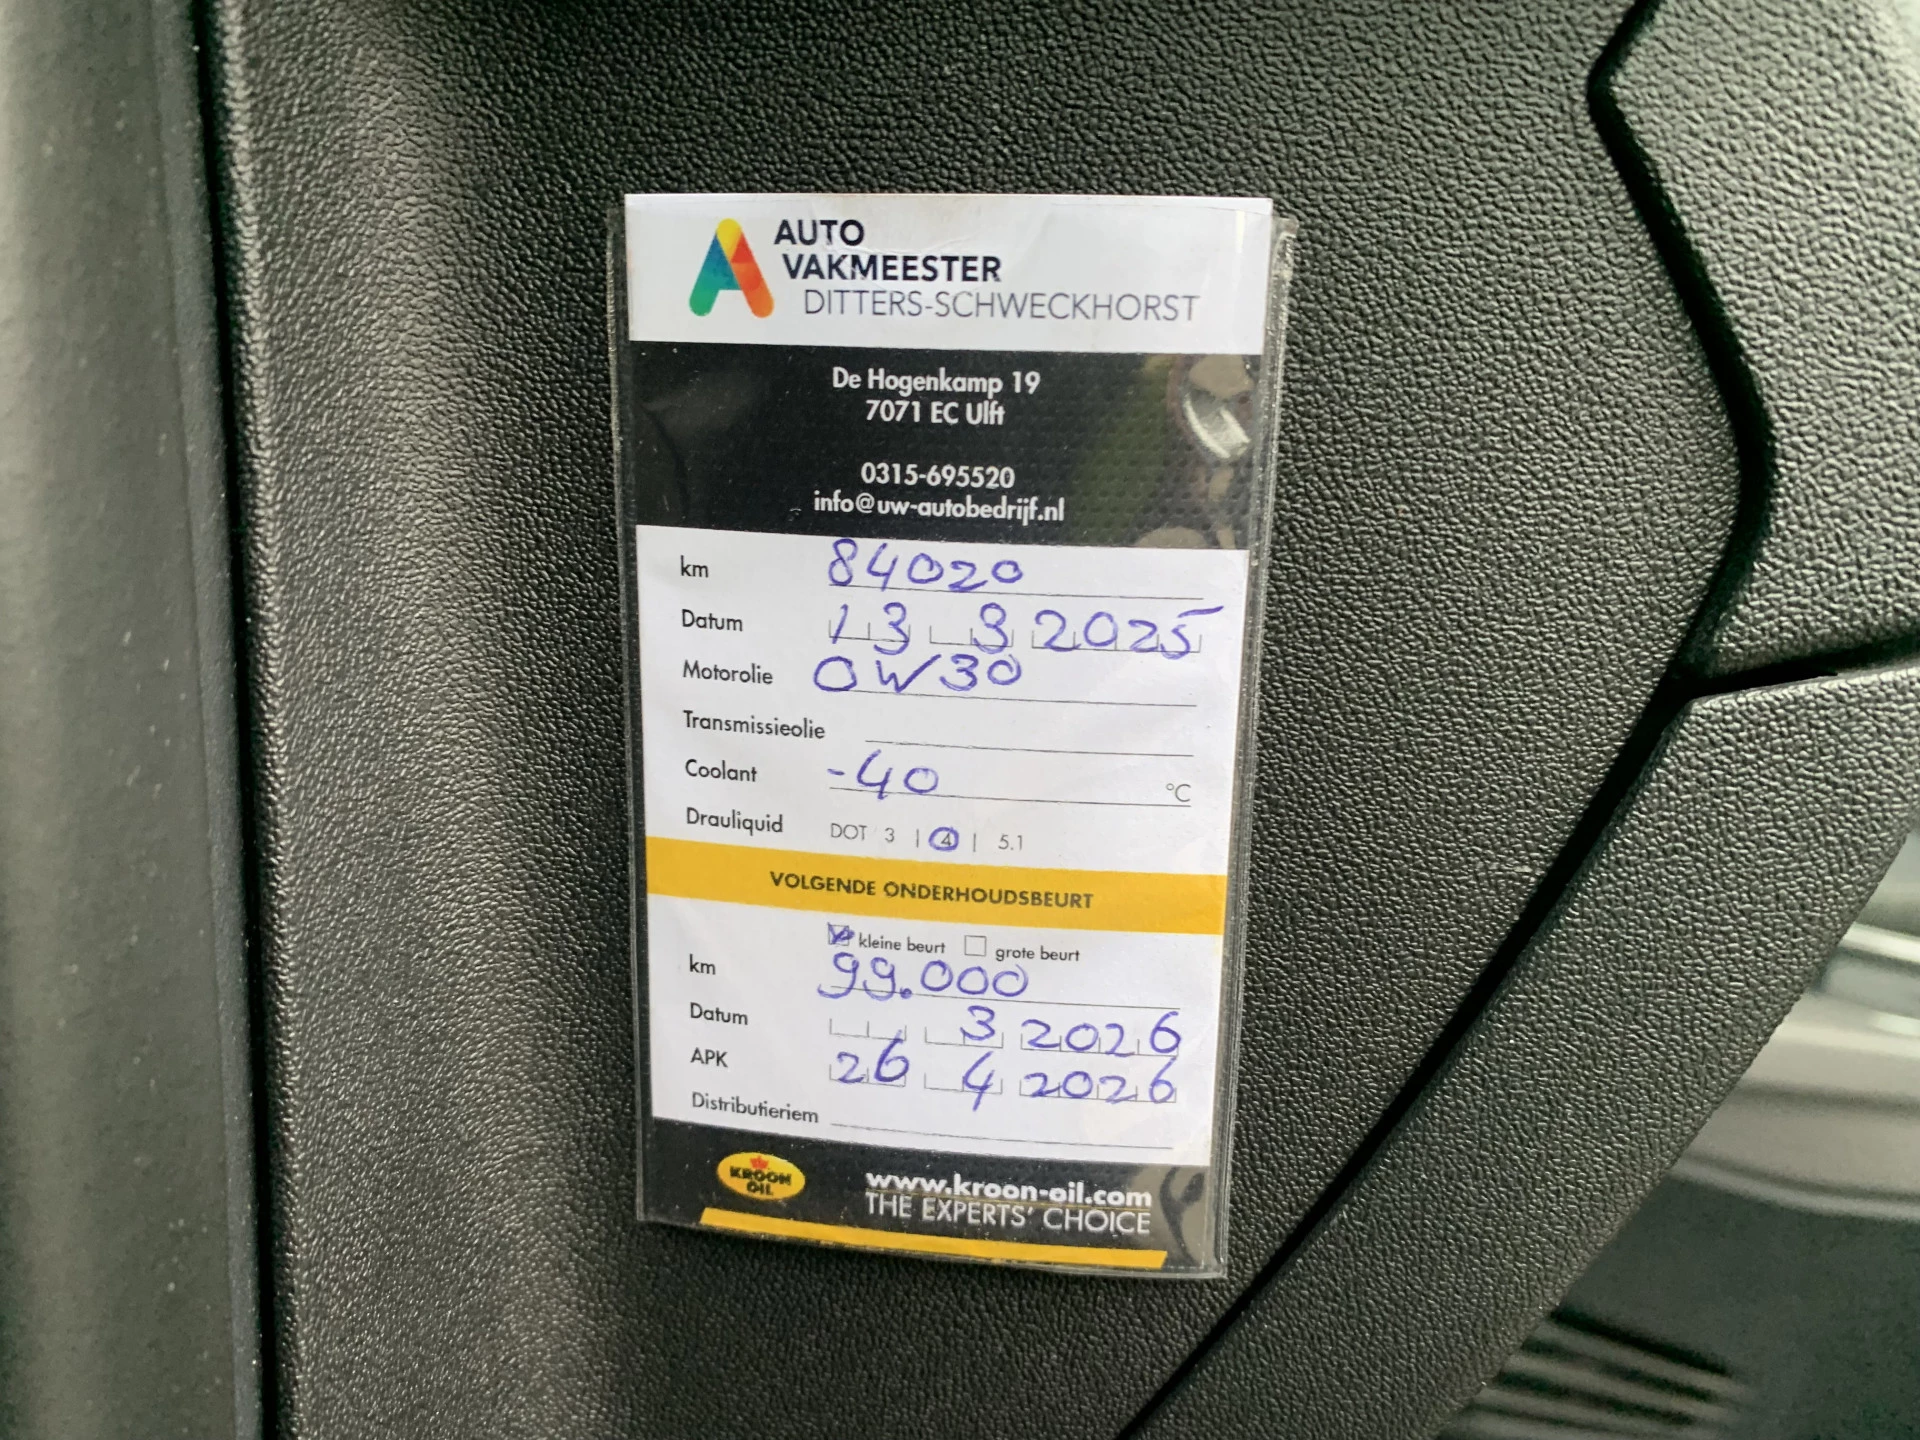 AUTO
VAKMEESTER
DITTERS-SCHWECKHORST
De Hogenkamp 19
7071 EC Ulft
0315-695520
info@uw-autobedrijf.nl
km 84020
Datum 13 3 2025
Motorolie 0W30
Transmissieolie
Coolant -40 °C
Drauliquid DOT 3 | 4 | 5.1
VOLGENDE ONDERHOUDSBEURT
kleine beurt grote beurt
km 99.000
Datum 3 2026
APK 26 4 2026
Distributieriem
KROON
OIL
www.kroon-oil.com
THE EXPERTS' CHOICE